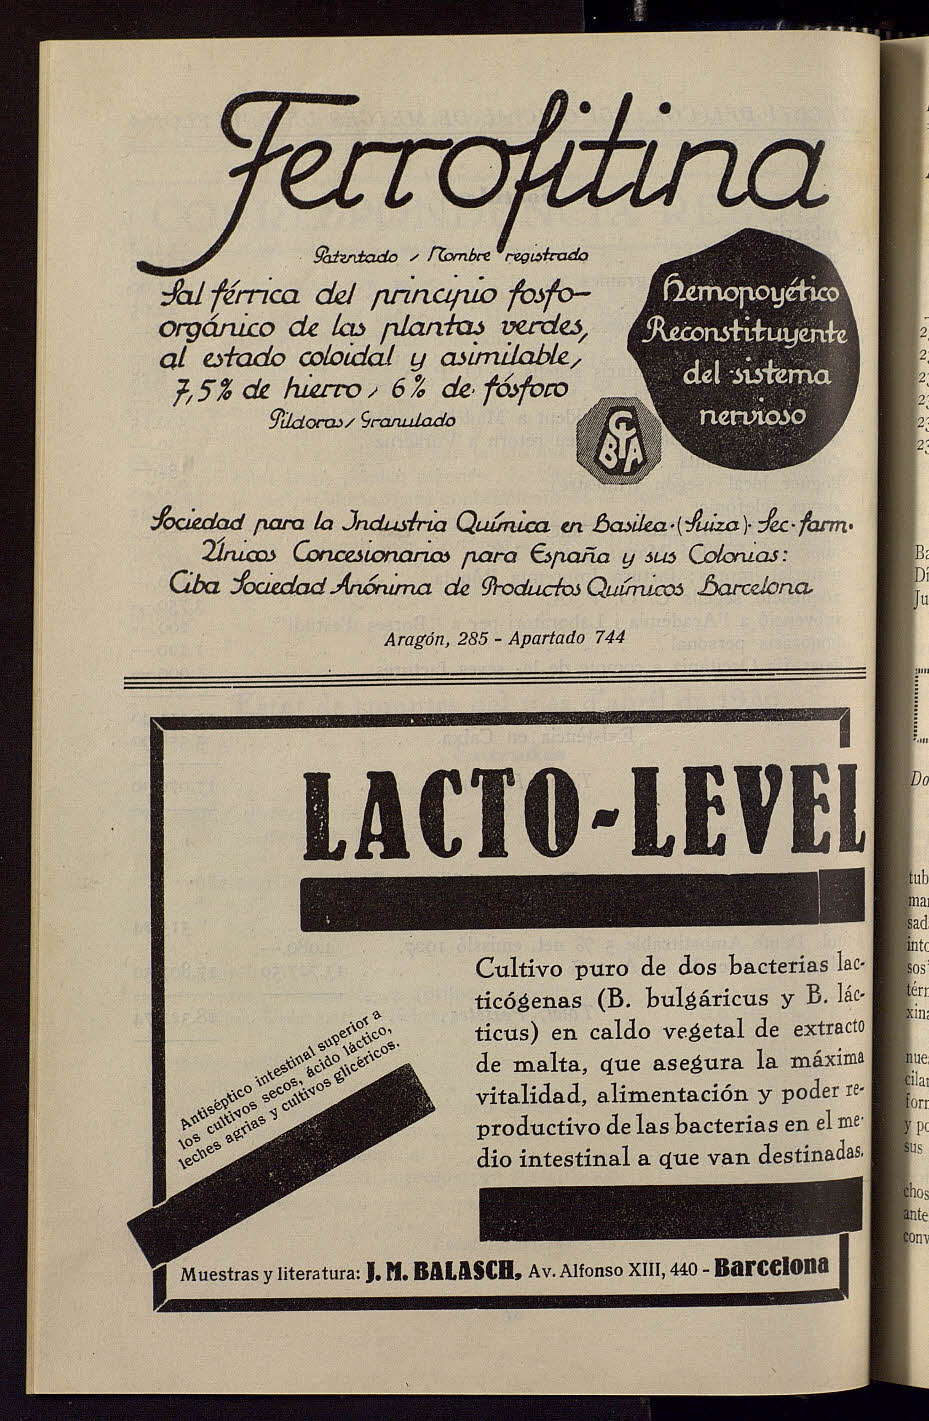 Ferrofitina
Patentado / Nombre registrado
Sal férrica del principio fosfo-
orgánico de las plantas verdes,
al estado coloidal y asimilable,
7,5% de hierro, 6% de fósforo
Píldoras, Granulado
Hemopoyético
Reconstituyente
del sistema
nervioso
CIBA
Sociedad para la Industria Química en Basilea·(Suiza)· Sec·farm·
Únicos Concesionarios para España y sus Colonias:
Ciba Sociedad Anónima de Productos Químicos Barcelona
Aragón, 285 - Apartado 744
LACTO-LEVEL
Cultivo puro de dos bacterias lac-
ticógenas (B. bulgáricus y B. lác-
ticus) en caldo vegetal de extracto
de malta, que asegura la máxima
vitalidad, alimentación y poder re-
productivo de las bacterias en el me-
dio intestinal a que van destinadas.
Antiséptico intestinal superior a
los cultivos secos, ácido láctico,
leches agrias y cultivos glicéricos.
Muestras y literatura: J. M. BALASCH, Av. Alfonso XIII, 440 - Barcelona